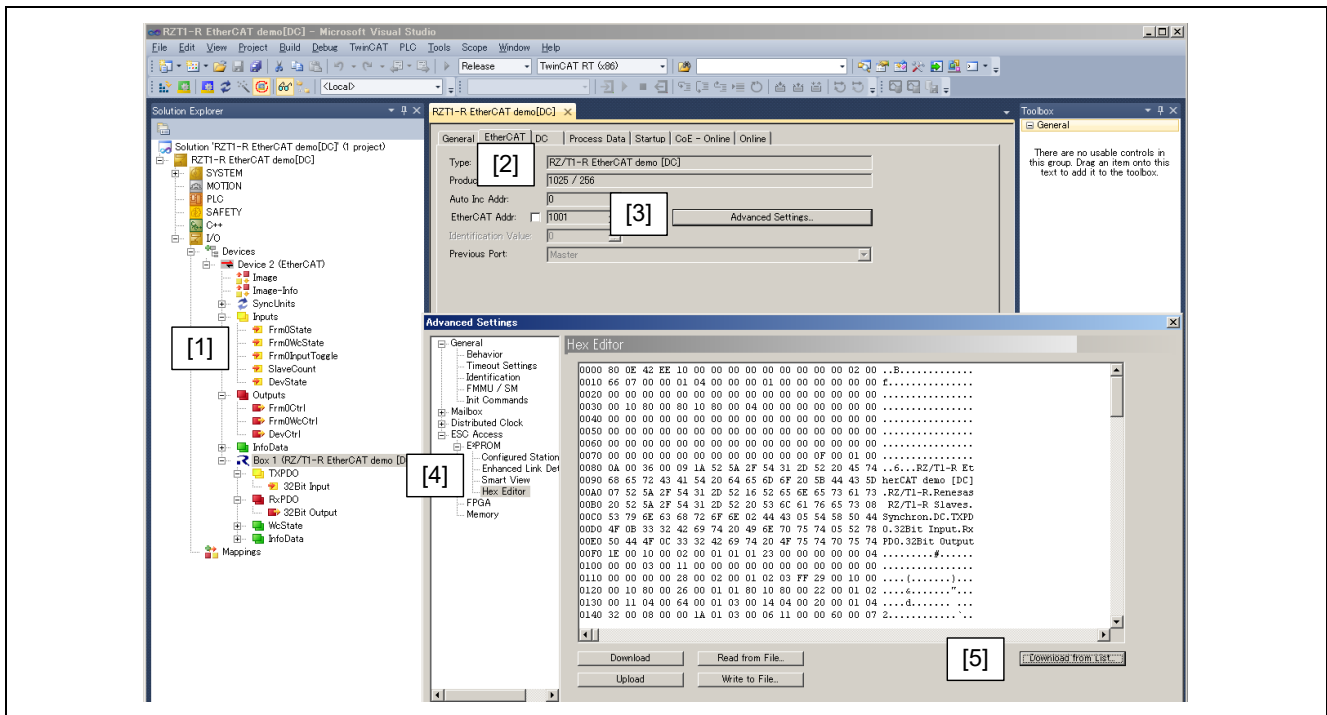 RZT1-R EtherCAT demo[DC] - Microsoft Visual Studio
File Edit View Project Build Debug TwinCAT PLC Tools Scope Window Help
Release TwinCAT RT (x86)
<Local>
Solution Explorer
Solution 'RZT1-R EtherCAT demo[DC]' (1 project)
RZT1-R EtherCAT demo[DC]
SYSTEM
MOTION
PLC
SAFETY
C++
I/O
Devices
Device 2 (EtherCAT)
Image
Image-Info
SyncUnits
Inputs
Frm0State
Frm0WcState
Frm0InputToggle
SlaveCount
DevState
Outputs
Frm0Ctrl
Frm0WcCtrl
DevCtrl
InfoData
Box 1 (RZ/T1-R EtherCAT demo [D
TXPDO
32Bit Input
RxPDO
32Bit Output
WcState
InfoData
Mappings
[1]
RZT1-R EtherCAT demo[DC]
General EtherCAT DC Process Data Startup CoE - Online Online
[2]
Type: RZ/T1-R EtherCAT demo [DC]
Produc 1025 / 256
Auto Inc Addr: 0
EtherCAT Addr: 1001 [3] Advanced Settings...
Identification Value: 0
Previous Port: Master
Toolbox
General
There are no usable controls in
this group. Drag an item onto this
text to add it to the toolbox.
Advanced Settings
General
Behavior
Timeout Settings
Identification
FMMU / SM
Init Commands
Mailbox
Distributed Clock
ESC Access
E²PROM
Configured Station
Enhanced Link Det
Smart View
Hex Editor
FPGA
Memory
[4]
Hex Editor
0000 80 0E 42 EE 10 00 00 00 00 00 00 00 00 00 02 00 ..B.............
0010 66 07 00 00 01 04 00 00 00 01 00 00 00 00 00 00 f...............
0020 00 00 00 00 00 00 00 00 00 00 00 00 00 00 00 00 ................
0030 00 10 80 00 80 10 80 00 04 00 00 00 00 00 00 00 ................
0040 00 00 00 00 00 00 00 00 00 00 00 00 00 00 00 00 ................
0050 00 00 00 00 00 00 00 00 00 00 00 00 00 00 00 00 ................
0060 00 00 00 00 00 00 00 00 00 00 00 00 00 00 00 00 ................
0070 00 00 00 00 00 00 00 00 00 00 00 00 0F 00 01 00 ................
0080 0A 00 36 00 09 1A 52 5A 2F 54 31 2D 52 20 45 74 ..6...RZ/T1-R Et
0090 68 65 72 43 41 54 20 64 65 6D 6F 20 5B 44 43 5D herCAT demo [DC]
00A0 07 52 5A 2F 54 31 2D 52 16 52 65 6E 65 73 61 73 .RZ/T1-R.Renesas
00B0 20 52 5A 2F 54 31 2D 52 20 53 6C 61 76 65 73 08 RZ/T1-R Slaves.
00C0 53 79 6E 63 68 72 6F 6E 02 44 43 05 54 58 50 44 Synchron.DC.TXPD
00D0 4F 0B 33 32 42 69 74 20 49 6E 70 75 74 05 52 78 O.32Bit Input.Rx
00E0 50 44 4F 0C 33 32 42 69 74 20 4F 75 74 70 75 74 PDO.32Bit Output
00F0 1E 00 10 00 02 00 01 01 01 23 00 00 00 00 00 04 .........#......
0100 00 00 03 00 11 00 00 00 00 00 00 00 00 00 00 00 ................
0110 00 00 00 00 28 00 02 00 01 02 03 FF 29 00 10 00 ....(.......)...
0120 00 10 80 00 26 00 01 01 80 10 80 00 22 00 01 02 ....&......."...
0130 00 11 04 00 64 00 01 03 00 14 04 00 20 00 01 04 ....d....... ...
0140 32 00 08 00 00 1A 01 03 00 06 11 00 00 60 00 07 2............`..
Download Read from File... [5] Download from List...
Upload Write to File...